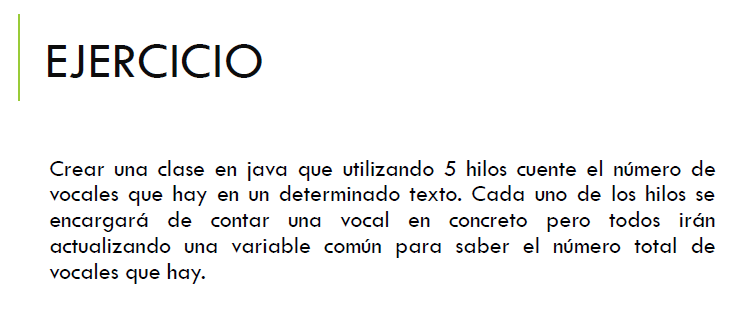 EJERCICIO
Crear una clase en java que utilizando 5 hilos cuente el número de
vocales que hay en un determinado texto. Cada uno de los hilos se
encargará de contar una vocal en concreto pero todos irán
actualizando una variable común para saber el número total de
vocales que hay.